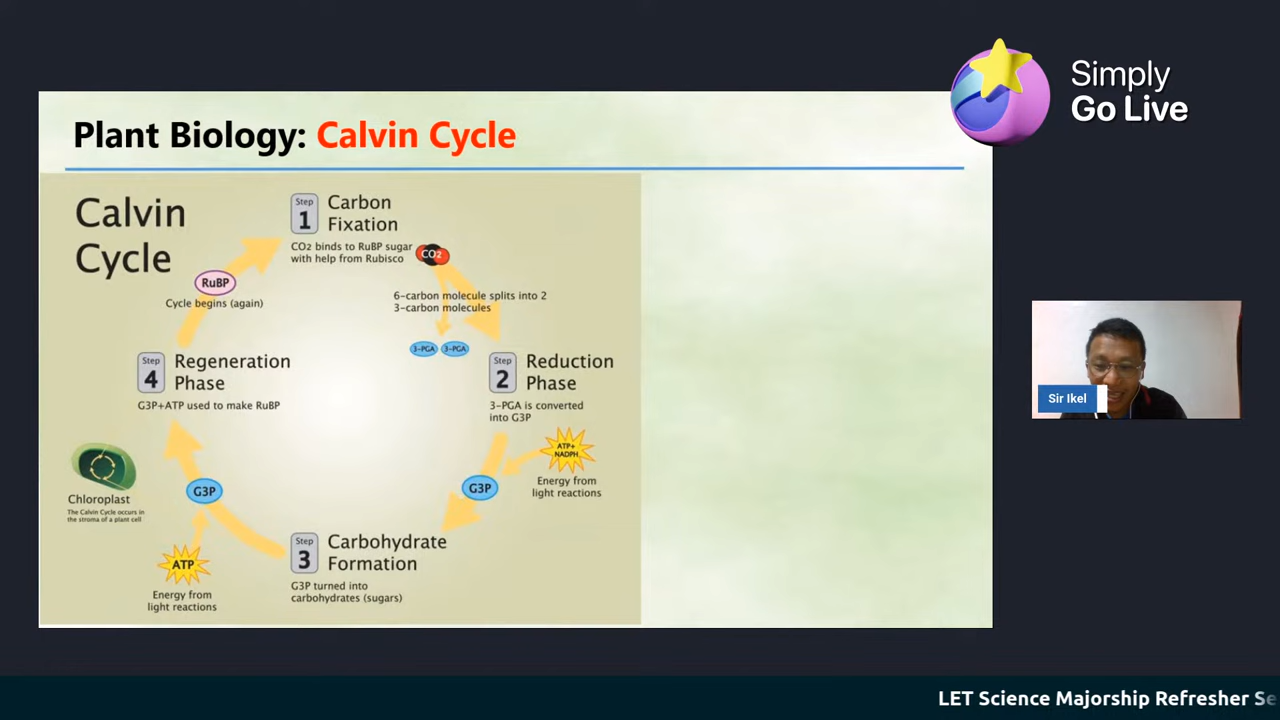 Simply
Go Live
Plant Biology: Calvin Cycle
Calvin
Cycle
Step
1
Carbon
Fixation
CO2 binds to RuBP sugar
with help from Rubisco
CO2
RuBP
Cycle begins (again)
6-carbon molecule splits into 2
3-carbon molecules
3-PGA
3-PGA
Step
2
Reduction
Phase
3-PGA is converted
into G3P
ATP+
NADPH
Energy from
light reactions
G3P
Step
3
Carbohydrate
Formation
G3P turned into
carbohydrates (sugars)
Step
4
Regeneration
Phase
G3P+ATP used to make RuBP
G3P
ATP
Energy from
light reactions
Chloroplast
The Calvin Cycle occurs in
the stroma of a plant cell
Sir Ikel
LET Science Majorship Refresher Se